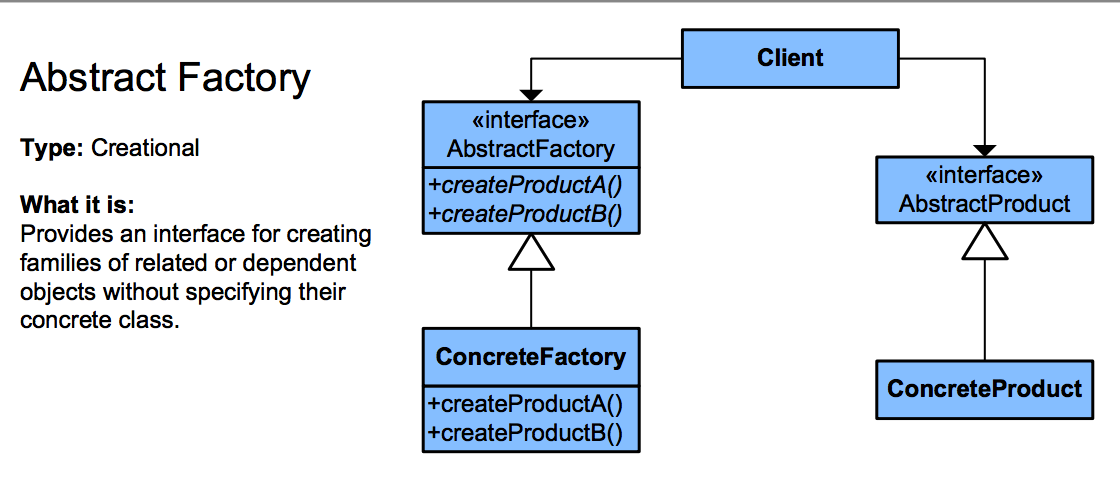 Abstract Factory
Type: Creational
What it is:
Provides an interface for creating
families of related or dependent
objects without specifying their
concrete class.
Client
«interface»
AbstractFactory
+createProductA()
+createProductB()
«interface»
AbstractProduct
ConcreteFactory
+createProductA()
+createProductB()
ConcreteProduct